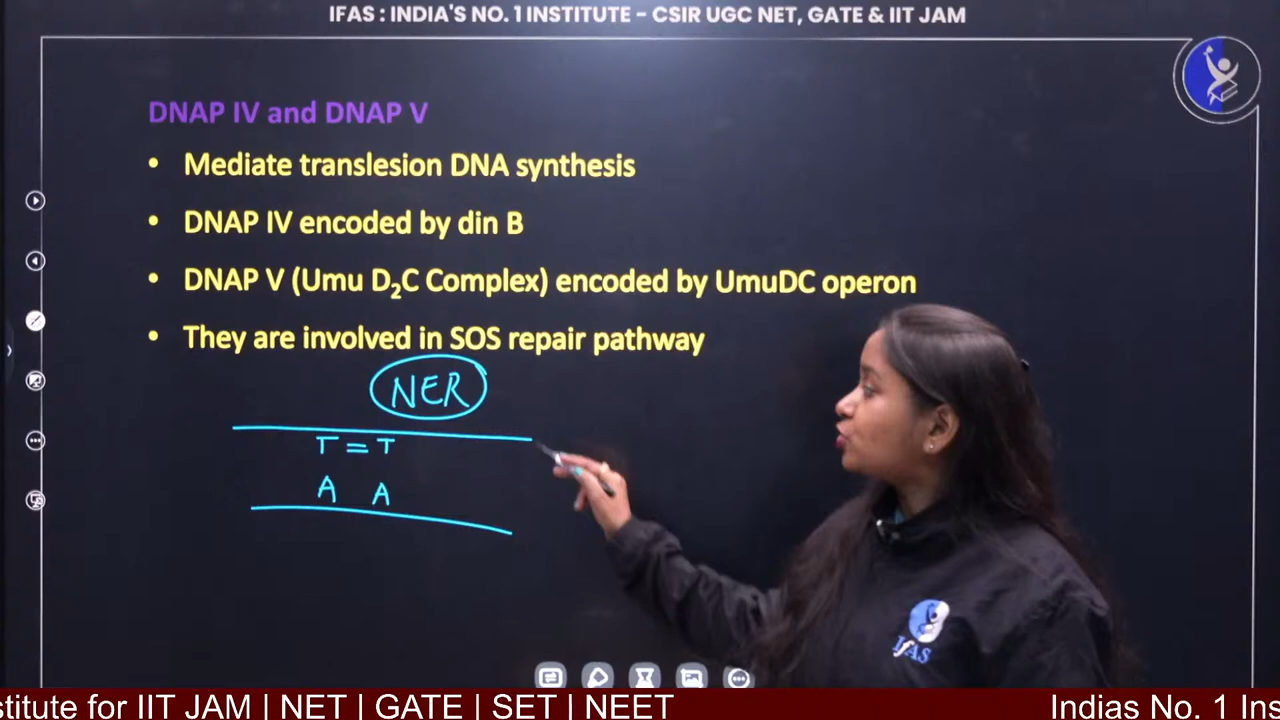 IFAS : INDIA'S NO. 1 INSTITUTE – CSIR UGC NET, GATE & IIT JAM
DNAP IV and DNAP V
• Mediate translesion DNA synthesis
• DNAP IV encoded by din B
• DNAP V (Umu D₂C Complex) encoded by UmuDC operon
• They are involved in SOS repair pathway
NER
T = T
A A
IFAS
stitute for IIT JAM | NET | GATE | SET | NEET Indias No. 1 Ins